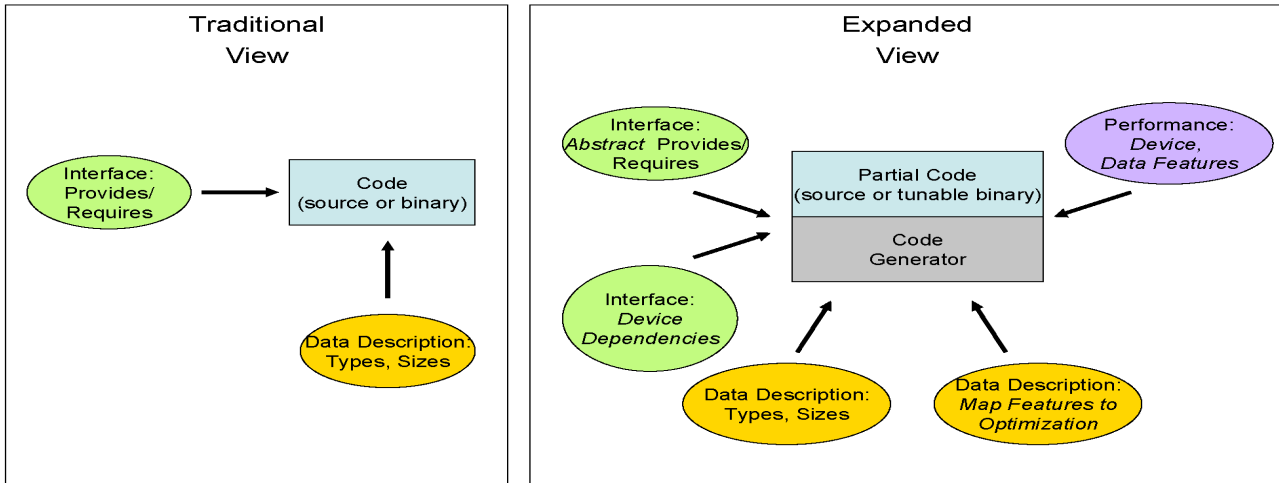 Traditional
View
Interface:
Provides/
Requires
Code
(source or binary)
Data Description:
Types, Sizes
Expanded
View
Interface:
Abstract Provides/
Requires
Performance:
Device,
Data Features
Partial Code
(source or tunable binary)
Code
Generator
Interface:
Device
Dependencies
Data Description:
Types, Sizes
Data Description:
Map Features to
Optimization